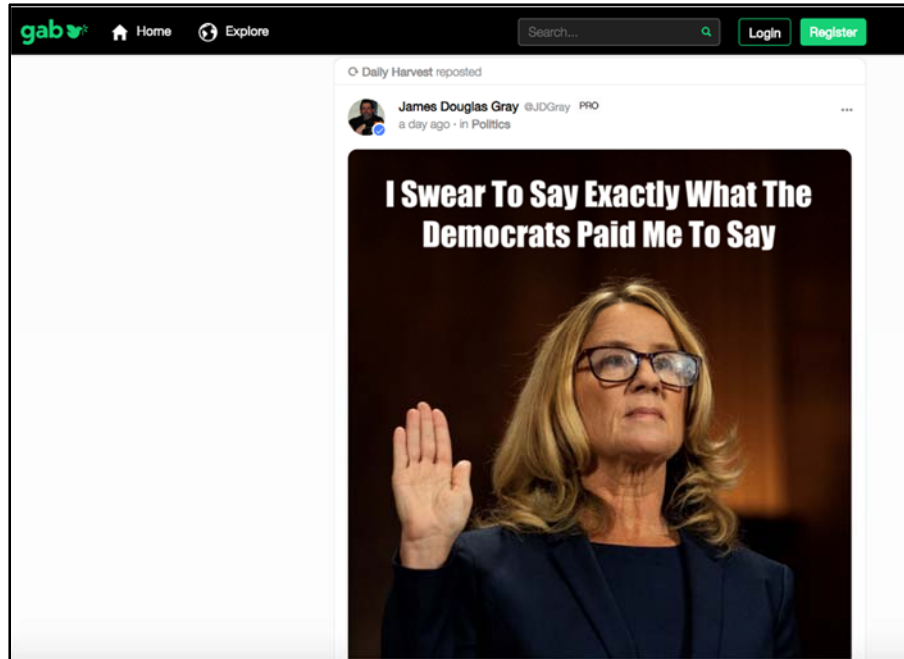 gab
Home
Explore
Search...
Login
Register
Daily Harvest reposted
James Douglas Gray @JDGray PRO
a day ago · in Politics
I Swear To Say Exactly What The
Democrats Paid Me To Say